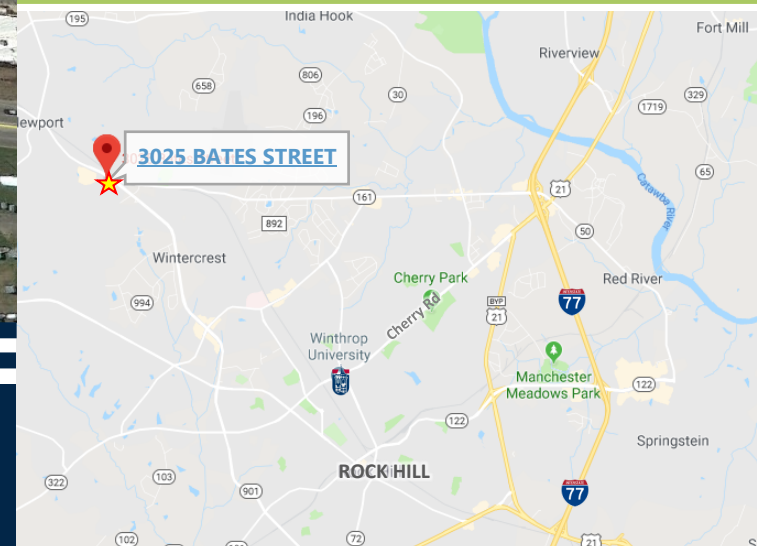 195
India Hook
Fort Mill
Riverview
806
658
30
329
1719
196
ewport
3025 BATES STREET
65
21
161
Catawba River
892
50
Wintercrest
Cherry Park
Red River
994
77
BYP
21
Cherry Rd
Winthrop
University
Manchester
Meadows Park
122
122
Springstein
ROCK HILL
322
103
901
77
102
72
21
S